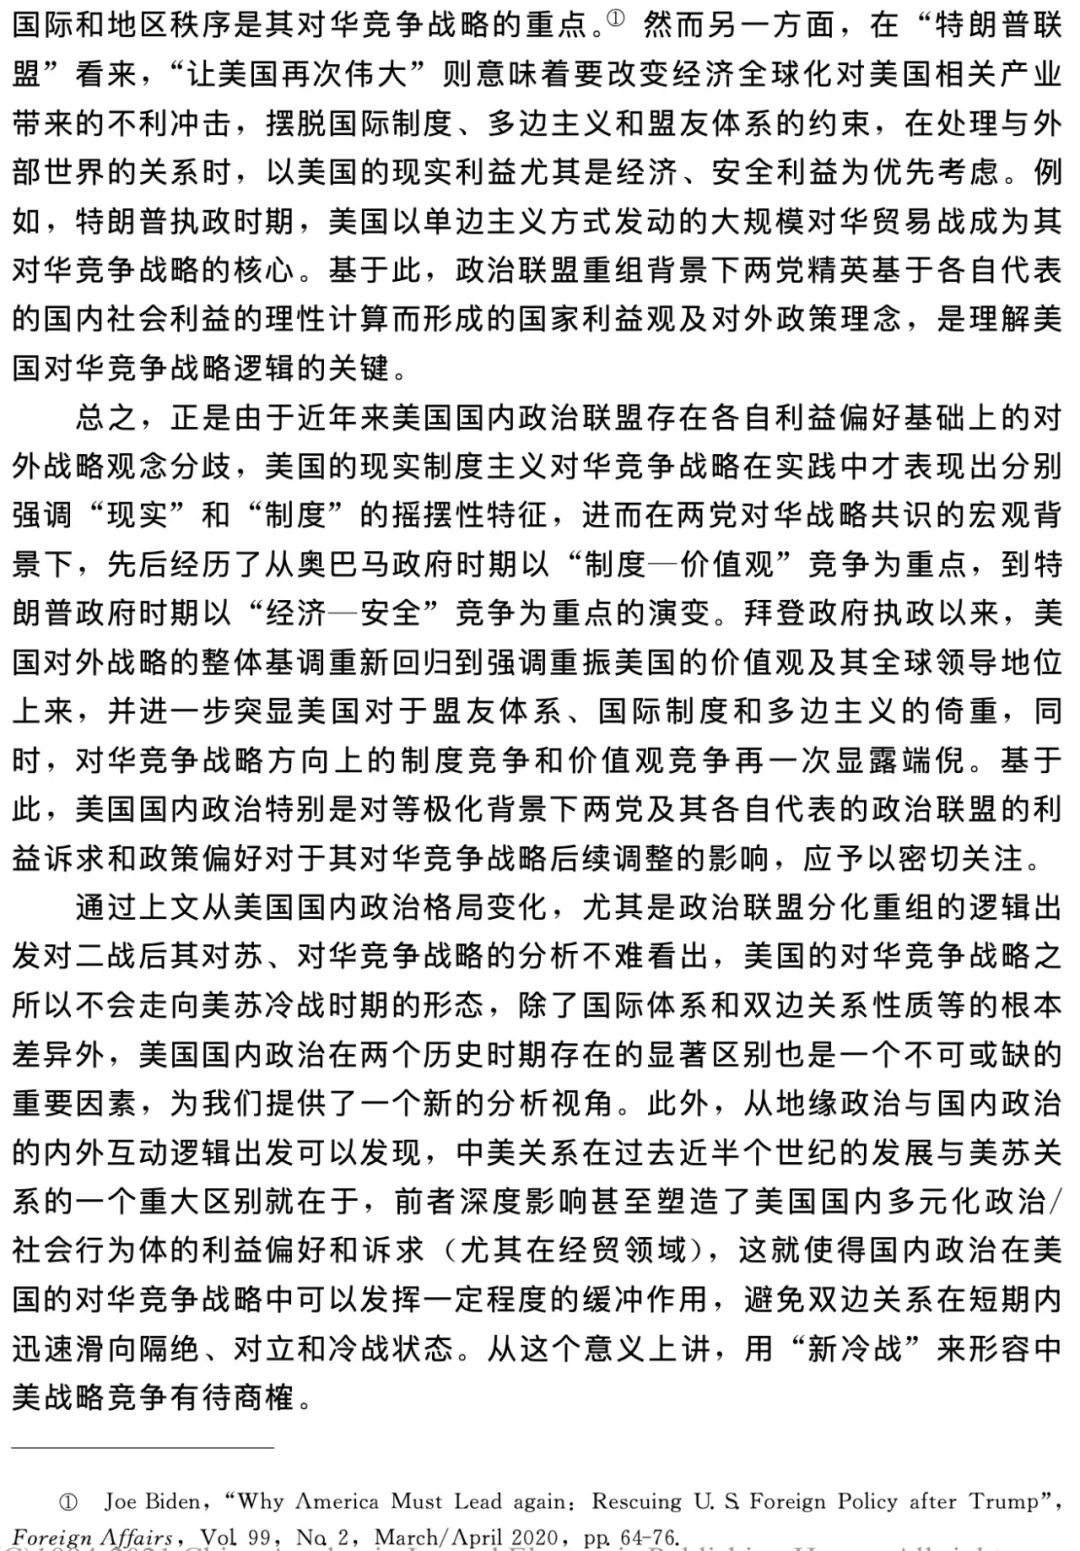 国际和地区秩序是其对华竞争战略的重点。① 然而另一方面，在“特朗普联
盟”看来，“让美国再次伟大”则意味着要改变经济全球化对美国相关产业
带来的不利冲击，摆脱国际制度、多边主义和盟友体系的约束，在处理与外
部世界的关系时，以美国的现实利益尤其是经济、安全利益为优先考虑。例
如，特朗普执政时期，美国以单边主义方式发动的大规模对华贸易战成为其
对华竞争战略的核心。基于此，政治联盟重组背景下两党精英基于各自代表
的国内社会利益的理性计算而形成的国家利益观及对外政策理念，是理解美
国对华竞争战略逻辑的关键。
总之，正是由于近年来美国国内政治联盟存在各自利益偏好基础上的对
外战略观念分歧，美国的现实制度主义对华竞争战略在实践中才表现出分别
强调“现实”和“制度”的摇摆性特征，进而在两党对华战略共识的宏观背
景下，先后经历了从奥巴马政府时期以“制度—价值观”竞争为重点，到特
朗普政府时期以“经济—安全”竞争为重点的演变。拜登政府执政以来，美
国对外战略的整体基调重新回归到强调重振美国的价值观及其全球领导地位
上来，并进一步突显美国对于盟友体系、国际制度和多边主义的倚重，同
时，对华竞争战略方向上的制度竞争和价值观竞争再一次显露端倪。基于
此，美国国内政治特别是对等极化背景下两党及其各自代表的政治联盟的利
益诉求和政策偏好对于其对华竞争战略后续调整的影响，应予以密切关注。
通过上文从美国国内政治格局变化，尤其是政治联盟分化重组的逻辑出
发对二战后其对苏、对华竞争战略的分析不难看出，美国的对华竞争战略之
所以不会走向美苏冷战时期的形态，除了国际体系和双边关系性质等的根本
差异外，美国国内政治在两个历史时期存在的显著区别也是一个不可或缺的
重要因素，为我们提供了一个新的分析视角。此外，从地缘政治与国内政治
的内外互动逻辑出发可以发现，中美关系在过去近半个世纪的发展与美苏关
系的一个重大区别就在于，前者深度影响甚至塑造了美国国内多元化政治/
社会行为体的利益偏好和诉求（尤其在经贸领域），这就使得国内政治在美
国的对华竞争战略中可以发挥一定程度的缓冲作用，避免双边关系在短期内
迅速滑向隔绝、对立和冷战状态。从这个意义上讲，用“新冷战”来形容中
美战略竞争有待商榷。
① Joe Biden，“Why America Must Lead again：Rescuing U. S. Foreign Policy after Trump”，
Foreign Affairs，Vol. 99，No. 2，March/April 2020，pp. 64-76.